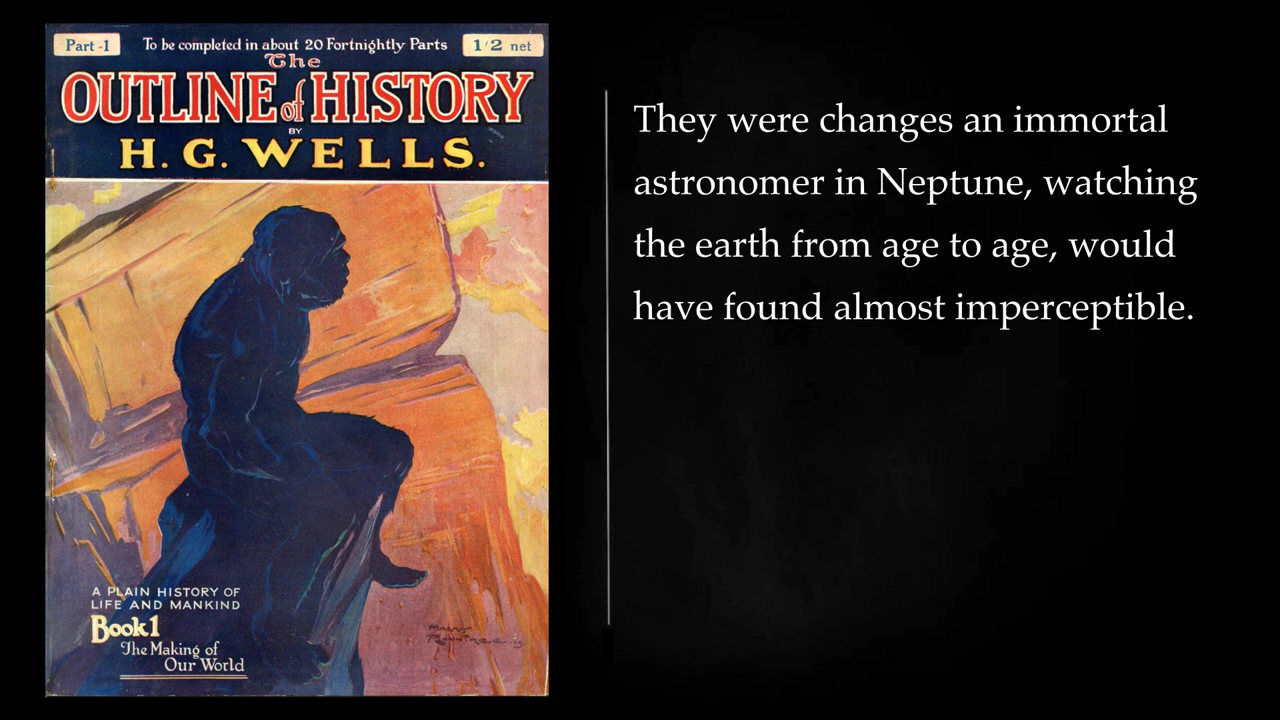 Part -1
To be completed in about 20 Fortnightly Parts
1/2 net
The
OUTLINE of HISTORY
BY
H. G. WELLS.
A PLAIN HISTORY OF
LIFE AND MANKIND
Book 1
The Making of
Our World
They were changes an immortal
astronomer in Neptune, watching
the earth from age to age, would
have found almost imperceptible.